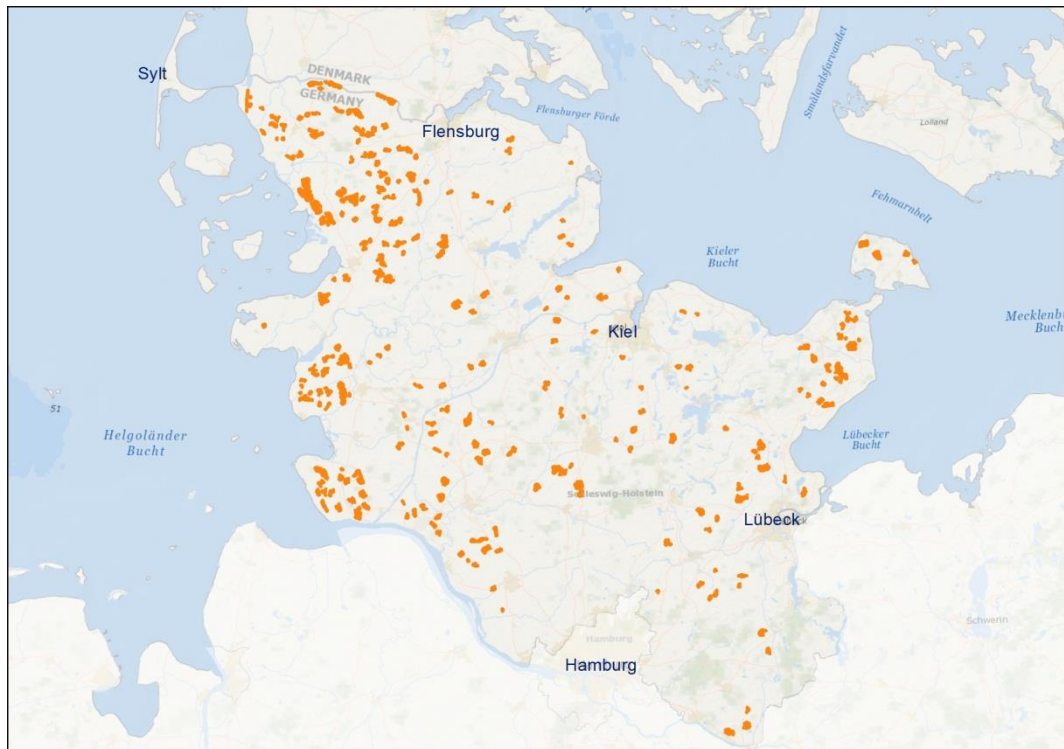 Smålandsfarvandet
Sylt
DENMARK
GERMANY
Flensburger Förde
Lolland
Flensburg
Fehmarnbelt
Kieler
Bucht
Mecklenbu
Buch
Kiel
51
Helgoländer
Bucht
Lübecker
Bucht
Schleswig-Holstein
Lübeck
Schwerin
Hamburg
Hamburg